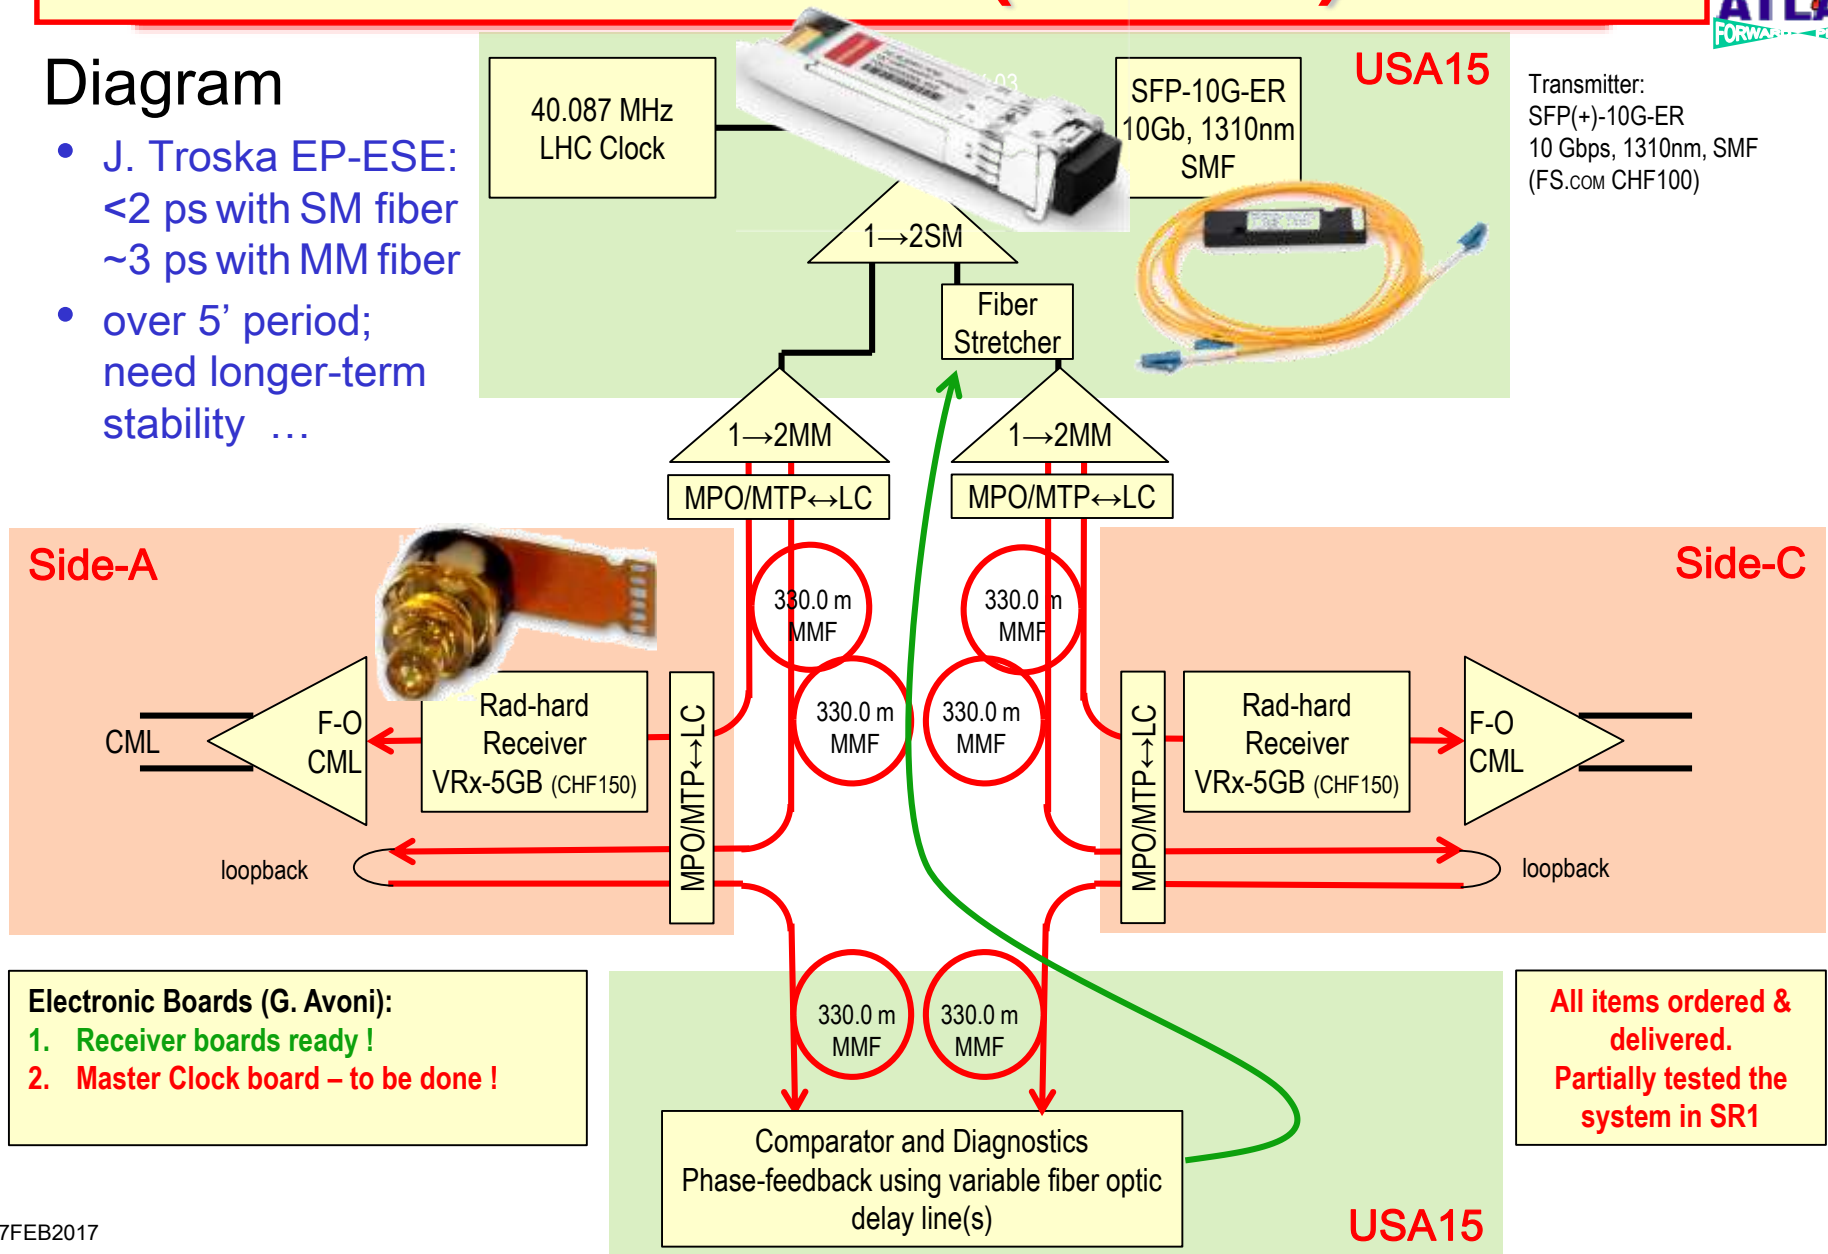 Diagram
• J. Troska EP-ESE:
<2 ps with SM fiber
~3 ps with MM fiber
• over 5’ period;
need longer-term
stability …
USA15
40.087 MHz
LHC Clock
SFP-10G-ER
10Gb, 1310nm
SMF
Transmitter:
SFP(+)-10G-ER
10 Gbps, 1310nm, SMF
(FS.COM CHF100)
1→2SM
Fiber
Stretcher
1→2MM
1→2MM
MPO/MTP↔LC
MPO/MTP↔LC
Side-A
Side-C
330.0 m
MMF
330.0 m
MMF
330.0 m
MMF
330.0 m
MMF
CML
F-O
CML
Rad-hard
Receiver
VRx-5GB (CHF150)
MPO/MTP↔LC
MPO/MTP↔LC
Rad-hard
Receiver
VRx-5GB (CHF150)
F-O
CML
loopback
loopback
330.0 m
MMF
330.0 m
MMF
Electronic Boards (G. Avoni):
1. Receiver boards ready !
2. Master Clock board – to be done !
All items ordered &
delivered.
Partially tested the
system in SR1
Comparator and Diagnostics
Phase-feedback using variable fiber optic
delay line(s)
USA15
7FEB2017